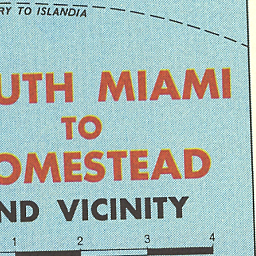 RY TO ISLANDIA
UTH MIAMI
TO
OMESTEAD
ND VICINITY
1 2 3 4